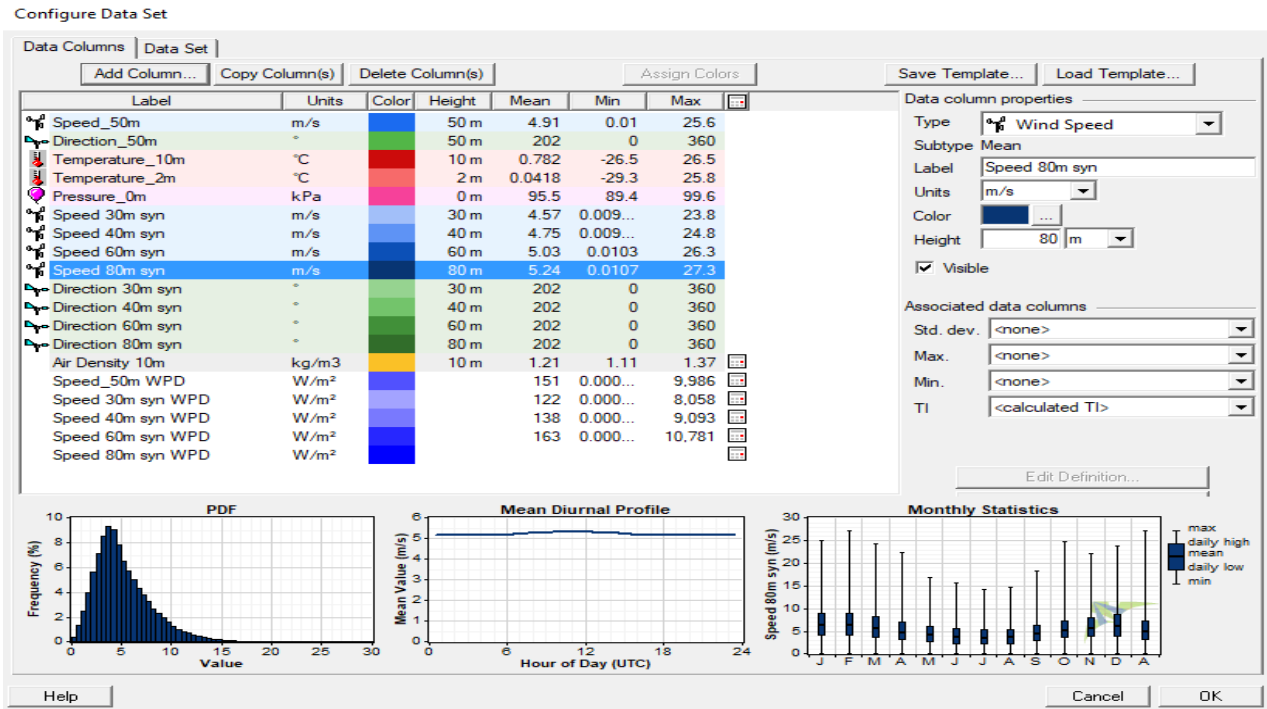 Configure Data Set
Data Columns Data Set
Add Column... Copy Column(s) Delete Column(s) Assign Colors Save Template... Load Template...
Label Units Color Height Mean Min Max
Speed_50m m/s 50 m 4.91 0.01 25.6
Direction_50m ° 50 m 202 0 360
Temperature_10m °C 10 m 0.782 -26.5 26.5
Temperature_2m °C 2 m 0.0418 -29.3 25.8
Pressure_0m kPa 0 m 95.5 89.4 99.6
Speed 30m syn m/s 30 m 4.57 0.009... 23.8
Speed 40m syn m/s 40 m 4.75 0.009... 24.8
Speed 60m syn m/s 60 m 5.03 0.0103 26.3
Speed 80m syn m/s 80 m 5.24 0.0107 27.3
Direction 30m syn ° 30 m 202 0 360
Direction 40m syn ° 40 m 202 0 360
Direction 60m syn ° 60 m 202 0 360
Direction 80m syn ° 80 m 202 0 360
Air Density 10m kg/m3 10 m 1.21 1.11 1.37
Speed_50m WPD W/m² 151 0.000... 9,986
Speed 30m syn WPD W/m² 122 0.000... 8,058
Speed 40m syn WPD W/m² 138 0.000... 9,093
Speed 60m syn WPD W/m² 163 0.000... 10,781
Speed 80m syn WPD W/m²
Data column properties
Type Wind Speed
Subtype Mean
Label Speed 80m syn
Units m/s
Color ...
Height 80 m
Visible
Associated data columns
Std. dev. <none>
Max. <none>
Min. <none>
TI <calculated TI>
Edit Definition...
PDF
Frequency (%)
10
8
6
4
2
0
0 5 10 15 20 25 30
Value
Mean Diurnal Profile
Mean Value (m/s)
6
5
4
3
2
1
0
0 6 12 18 24
Hour of Day (UTC)
Monthly Statistics
Speed 80m syn (m/s)
30
25
20
15
10
5
0
J F M A M J J A S O N D A
max
daily high
mean
daily low
min
Help Cancel OK